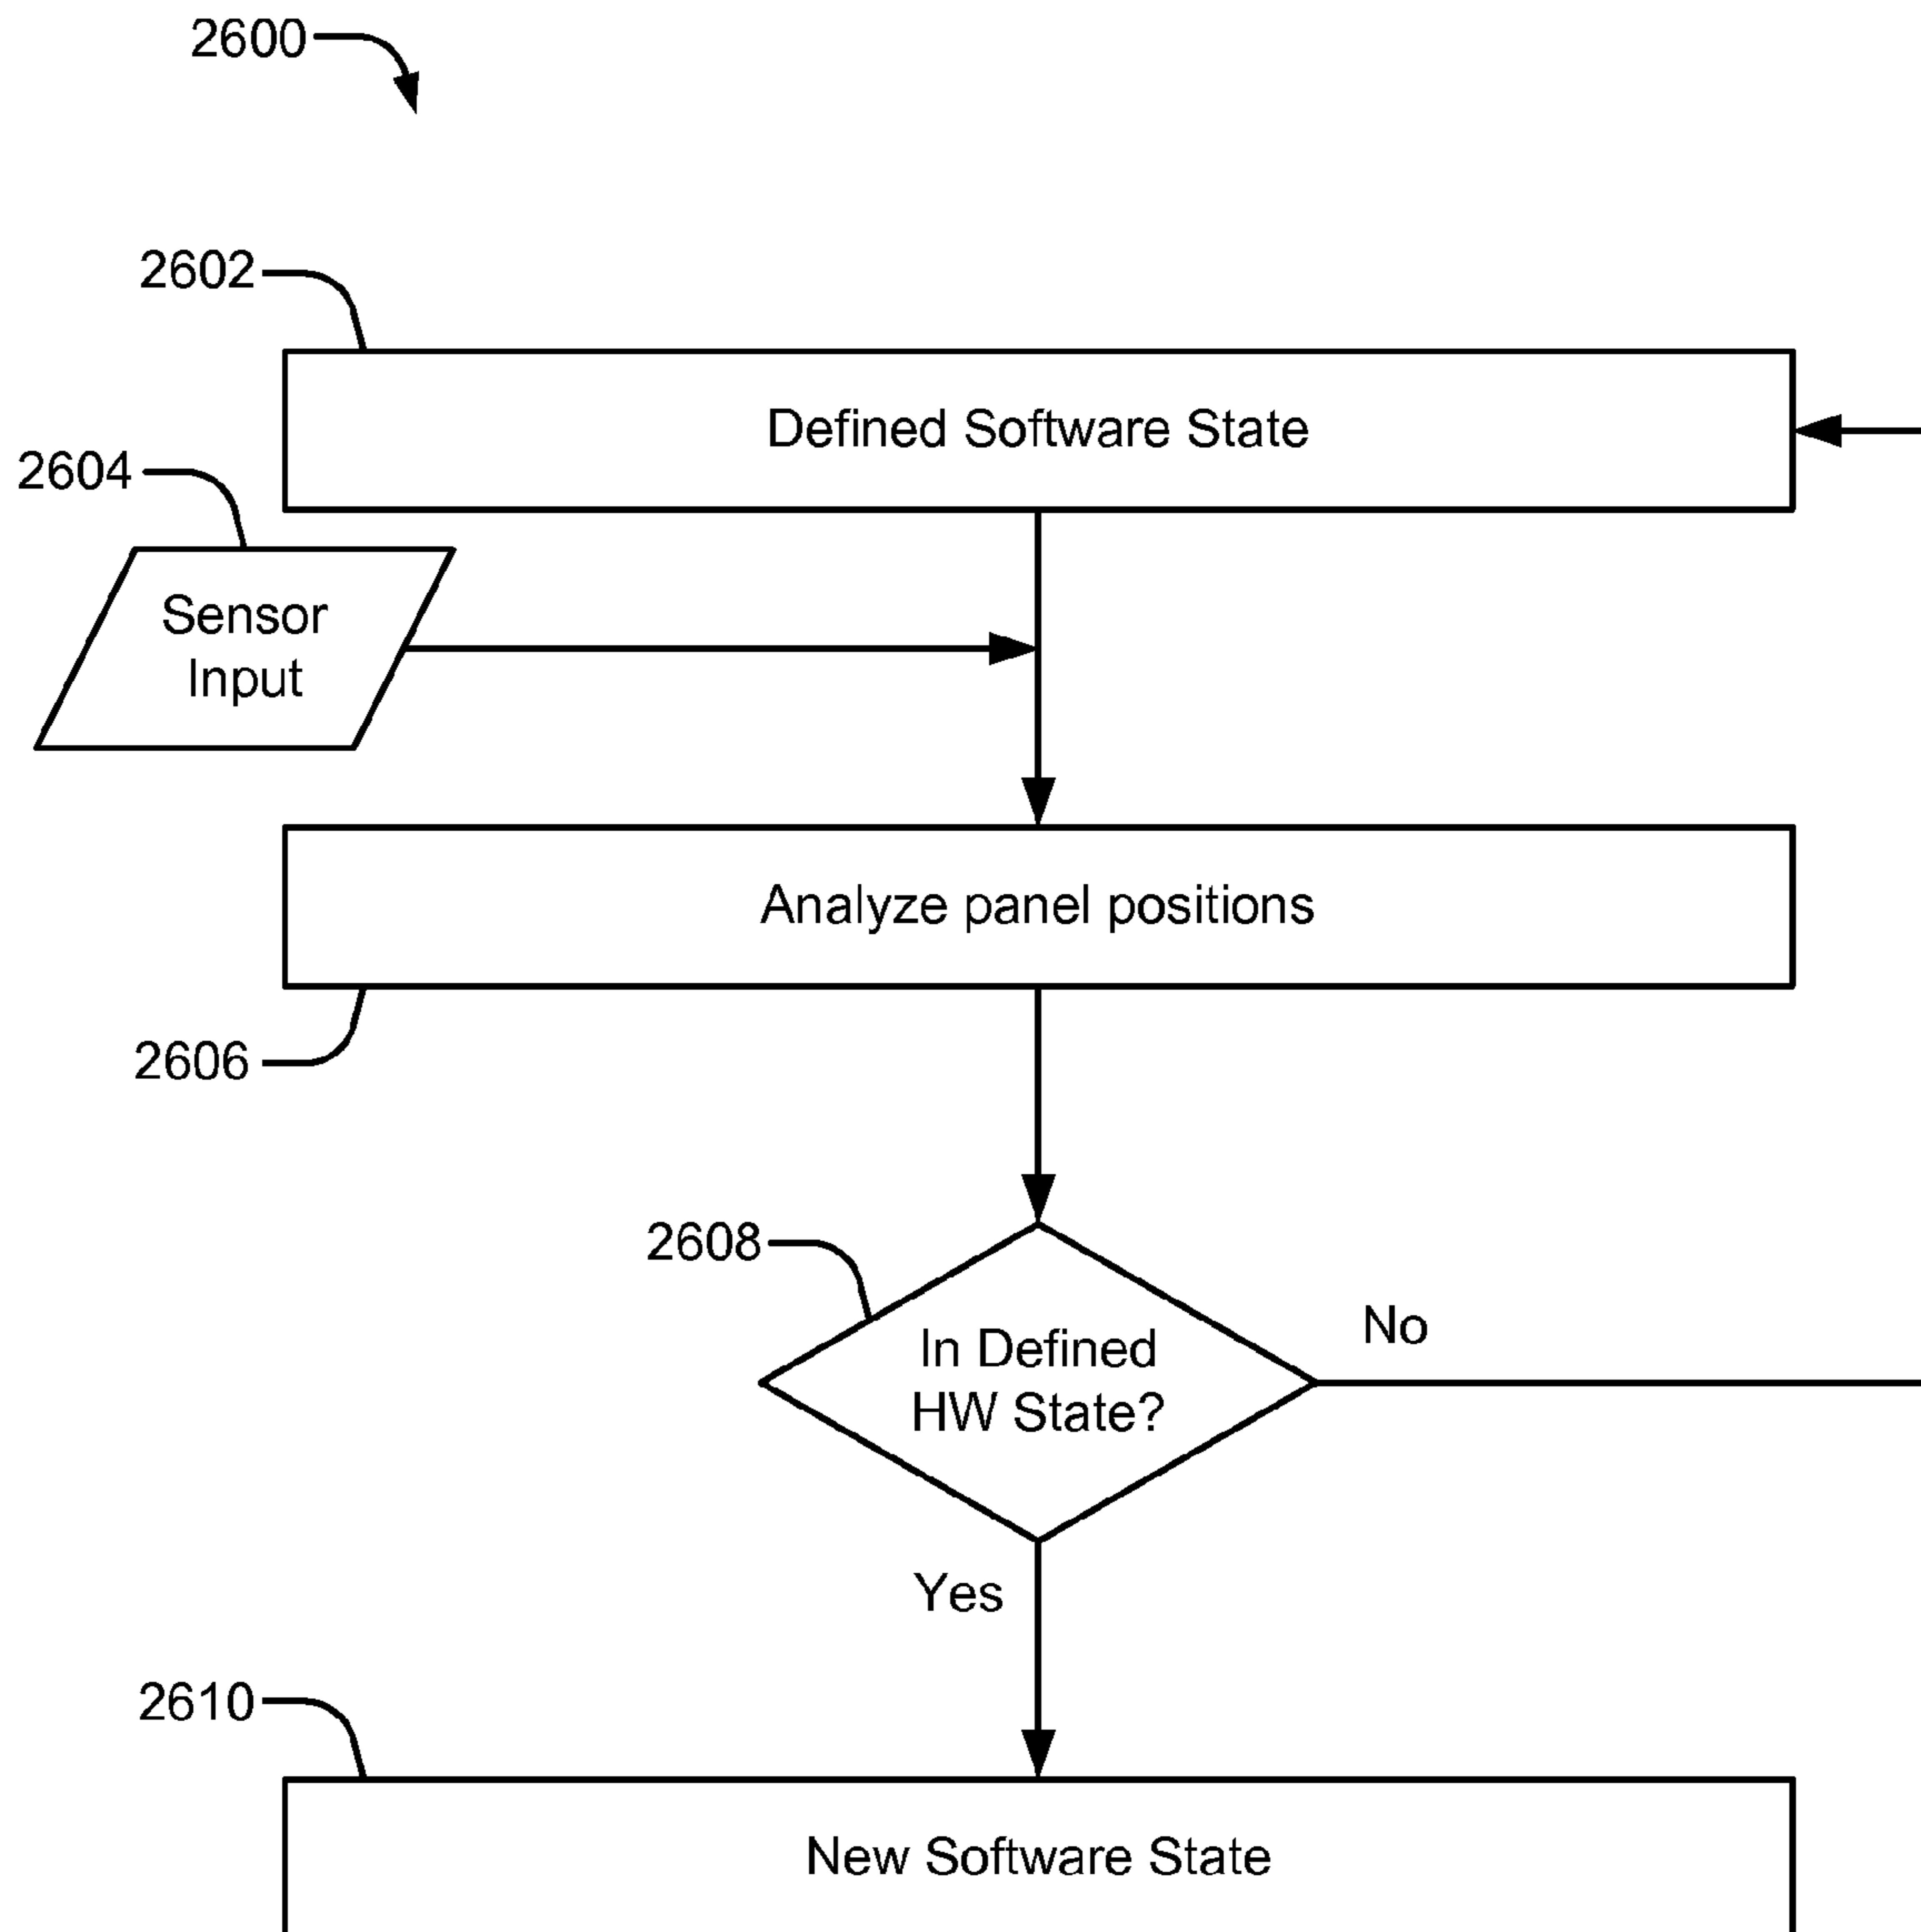 2600
2602
Defined Software State
2604
Sensor
Input
Analyze panel positions
2606
2608
In Defined
HW State?
No
Yes
2610
New Software State